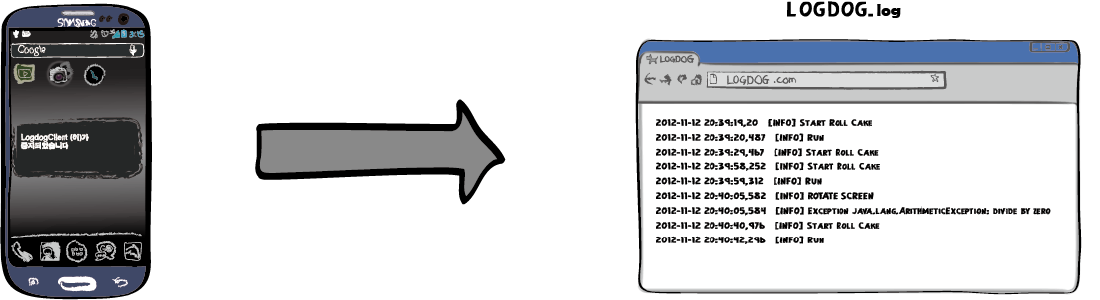 SAMSUNG
3:15
Google
LogdogClient (이)가
중지되었습니다
LOGDOG.log
LOGDOG
LOGDOG.com
2012-11-12 20:39:19,20 [INFO] START ROLL CAKE
2012-11-12 20:39:20,487 [INFO] RUN
2012-11-12 20:39:29,467 [INFO] START ROLL CAKE
2012-11-12 20:39:58,252 [INFO] START ROLL CAKE
2012-11-12 20:39:59,312 [INFO] RUN
2012-11-12 20:40:05,582 [INFO] ROTATE SCREEN
2012-11-12 20:40:05,584 [INFO] EXCEPTION JAVA.LANG.ARITHMETICEXCEPTION: DIVIDE BY ZERO
2012-11-12 20:40:40,976 [INFO] START ROLL CAKE
2012-11-12 20:40:42,296 [INFO] RUN